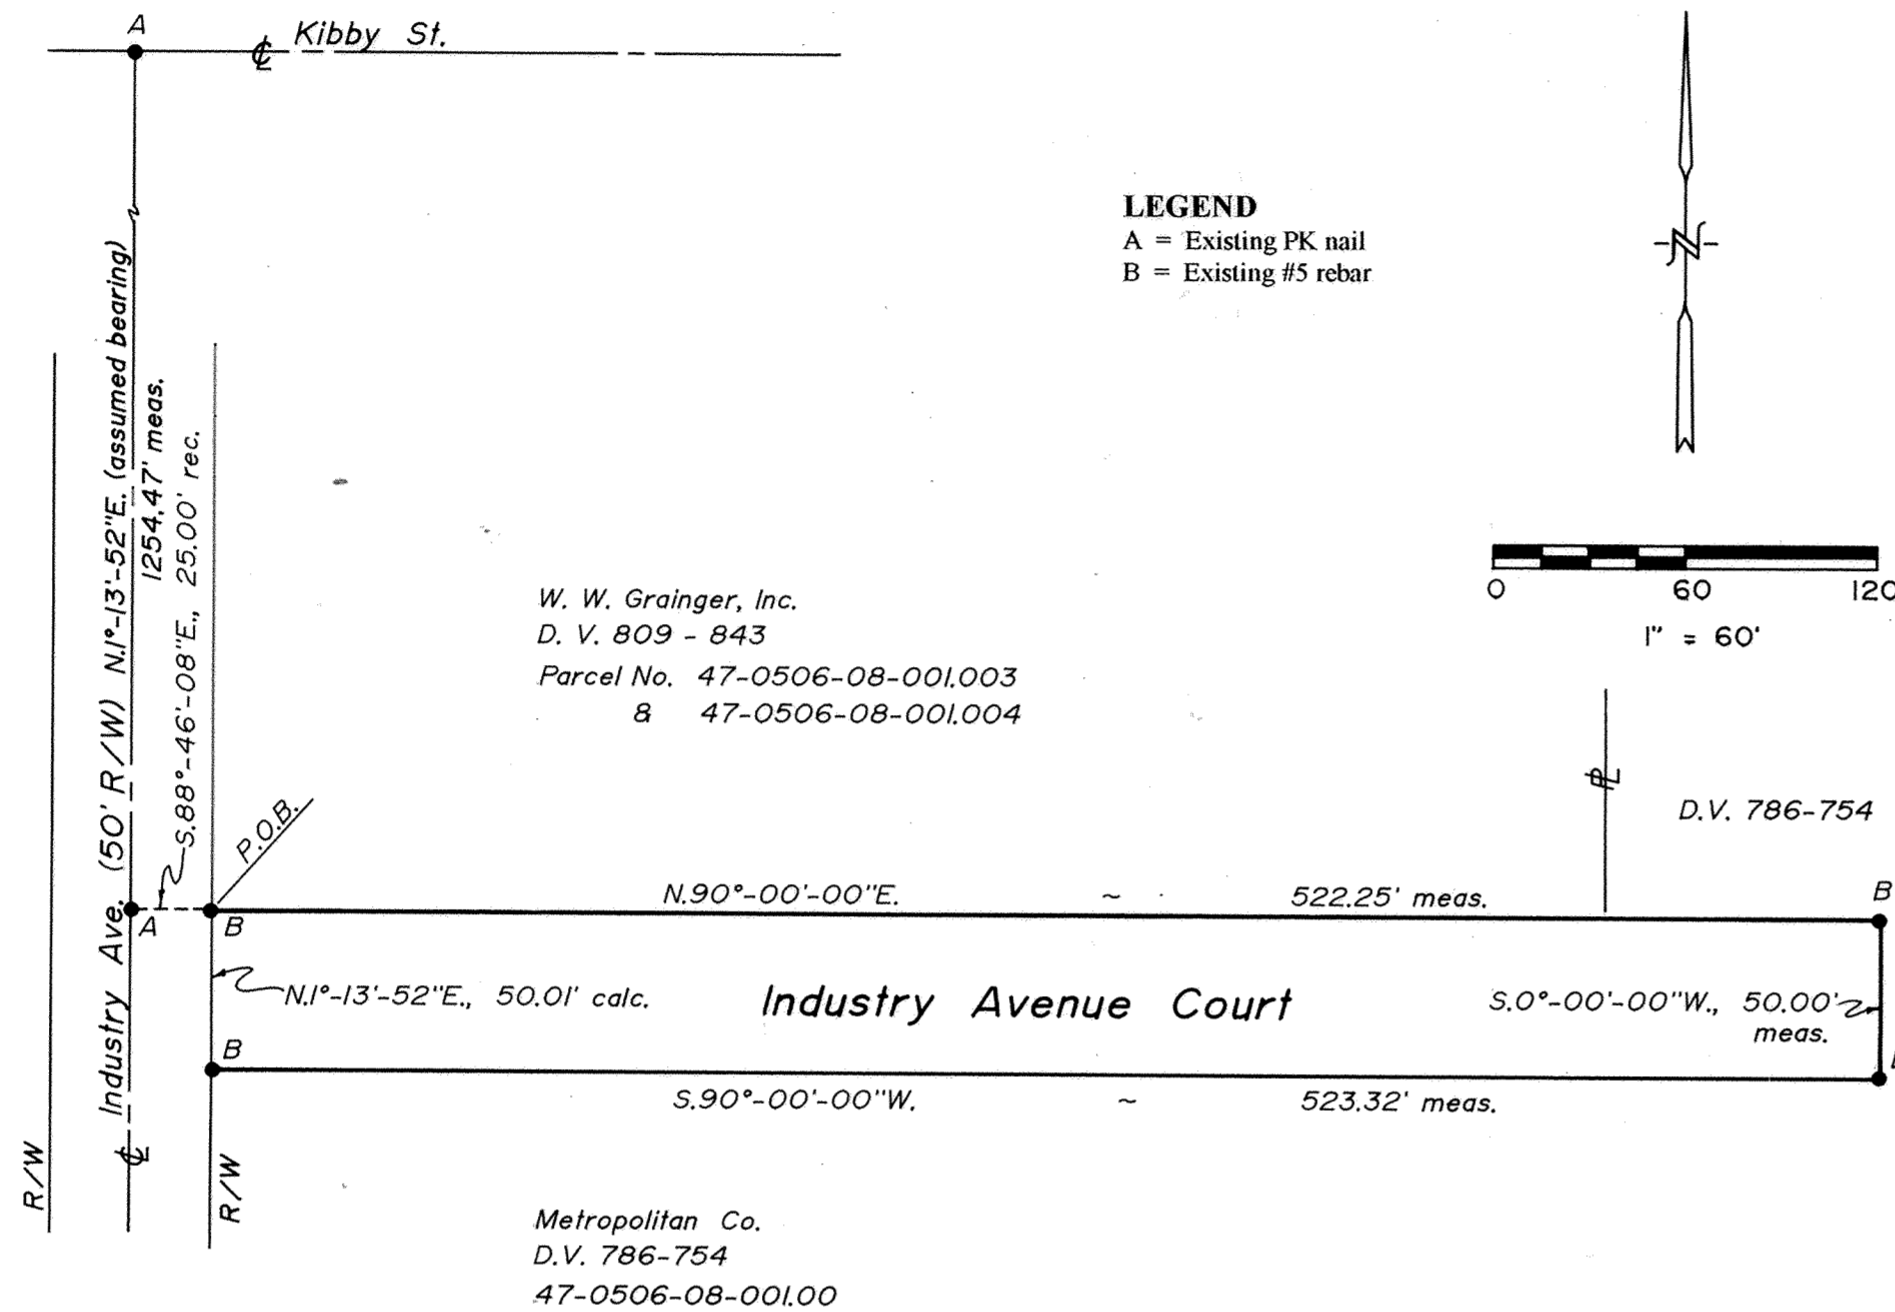 A
℄ Kibby St.
LEGEND
A = Existing PK nail
B = Existing #5 rebar
N
0 60 120
1" = 60'
W. W. Grainger, Inc.
D. V. 809 - 843
Parcel No. 47-0506-08-001.003
& 47-0506-08-001.004
℄ Industry Ave. (50' R/W) N.1°-13'-52"E. (assumed bearing)
1254.47' meas.
S.88°-46'-08"E., 25.00' rec.
P.O.B.
⅊
D.V. 786-754
N.90°-00'-00"E. ~ 522.25' meas.
B
A
B
N.1°-13'-52"E., 50.01' calc.
Industry Avenue Court
S.0°-00'-00"W., 50.00'
meas.
B
S.90°-00'-00"W. ~ 523.32' meas.
R/W
R/W
Metropolitan Co.
D.V. 786-754
47-0506-08-001.00